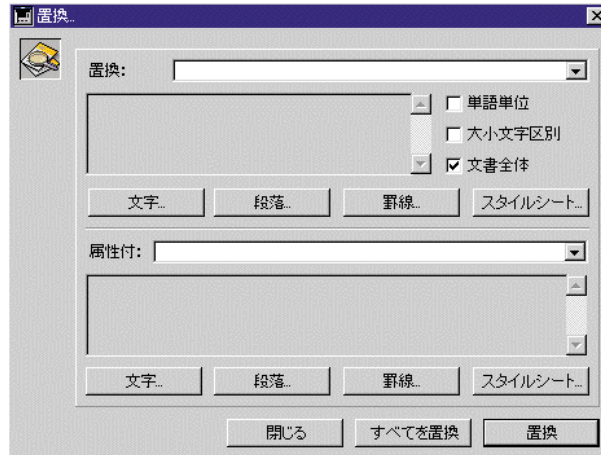 置換...
置換:
単語単位
大小文字区別
文書全体
文字...
段落...
罫線...
スタイルシート...
属性付:
文字...
段落...
罫線...
スタイルシート...
閉じる
すべてを置換
置換